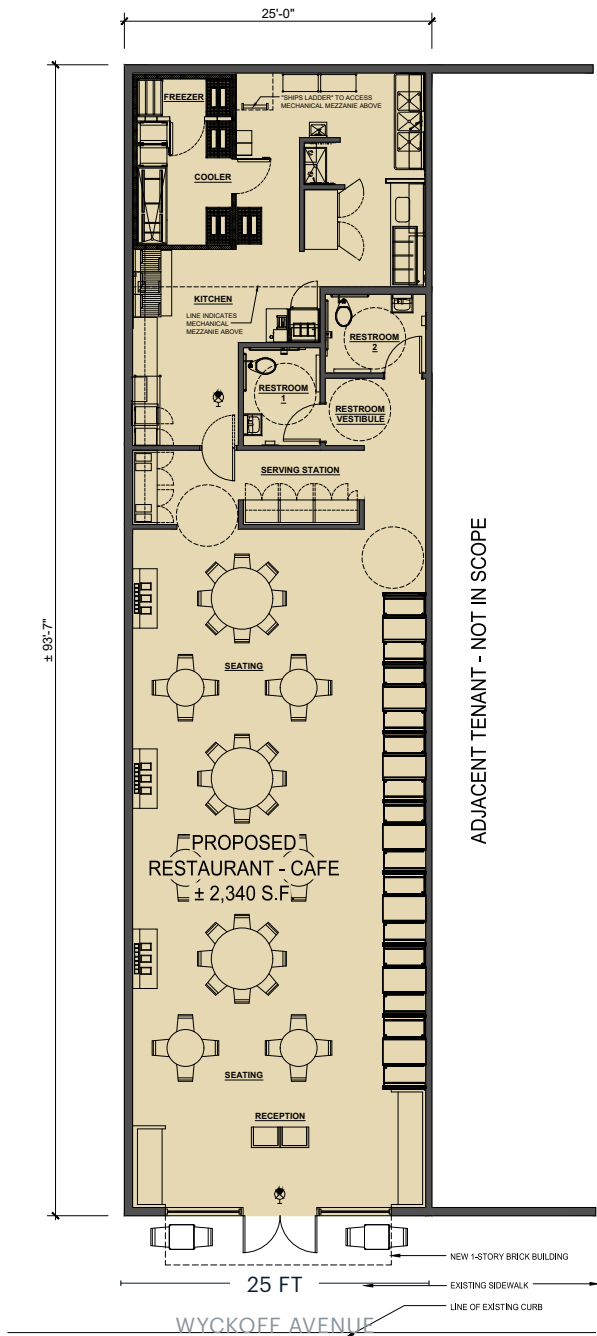 25'-0"
FREEZER
"SHIPS LADDER" TO ACCESS
MECHANICAL MEZZANIE ABOVE
COOLER
KITCHEN
LINE INDICATES
MECHANICAL
MEZZANIE ABOVE
RESTROOM
2
RESTROOM
1
RESTROOM
VESTIBULE
SERVING STATION
± 93'-7"
SEATING
ADJACENT TENANT - NOT IN SCOPE
PROPOSED
RESTAURANT - CAFE
± 2,340 S.F.
SEATING
RECEPTION
NEW 1-STORY BRICK BUILDING
25 FT
EXISTING SIDEWALK
LINE OF EXISTING CURB
WYCKOFF AVENUE